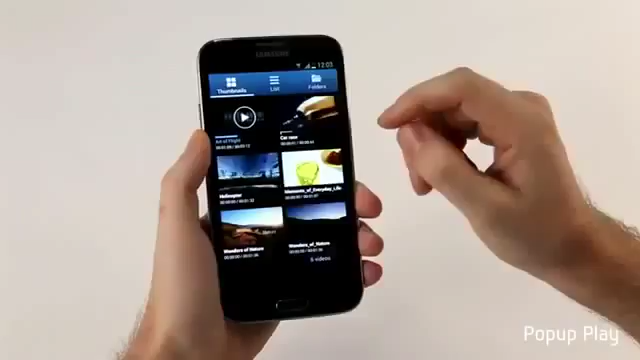 SAMSUNG
12:03
Thumbnails List Folders
Art of Flight
Car race
Helicopter
Moments_of_Everyday_Life
Wonders of Nature
Wonders_of_Nature
6 videos
Popup Play